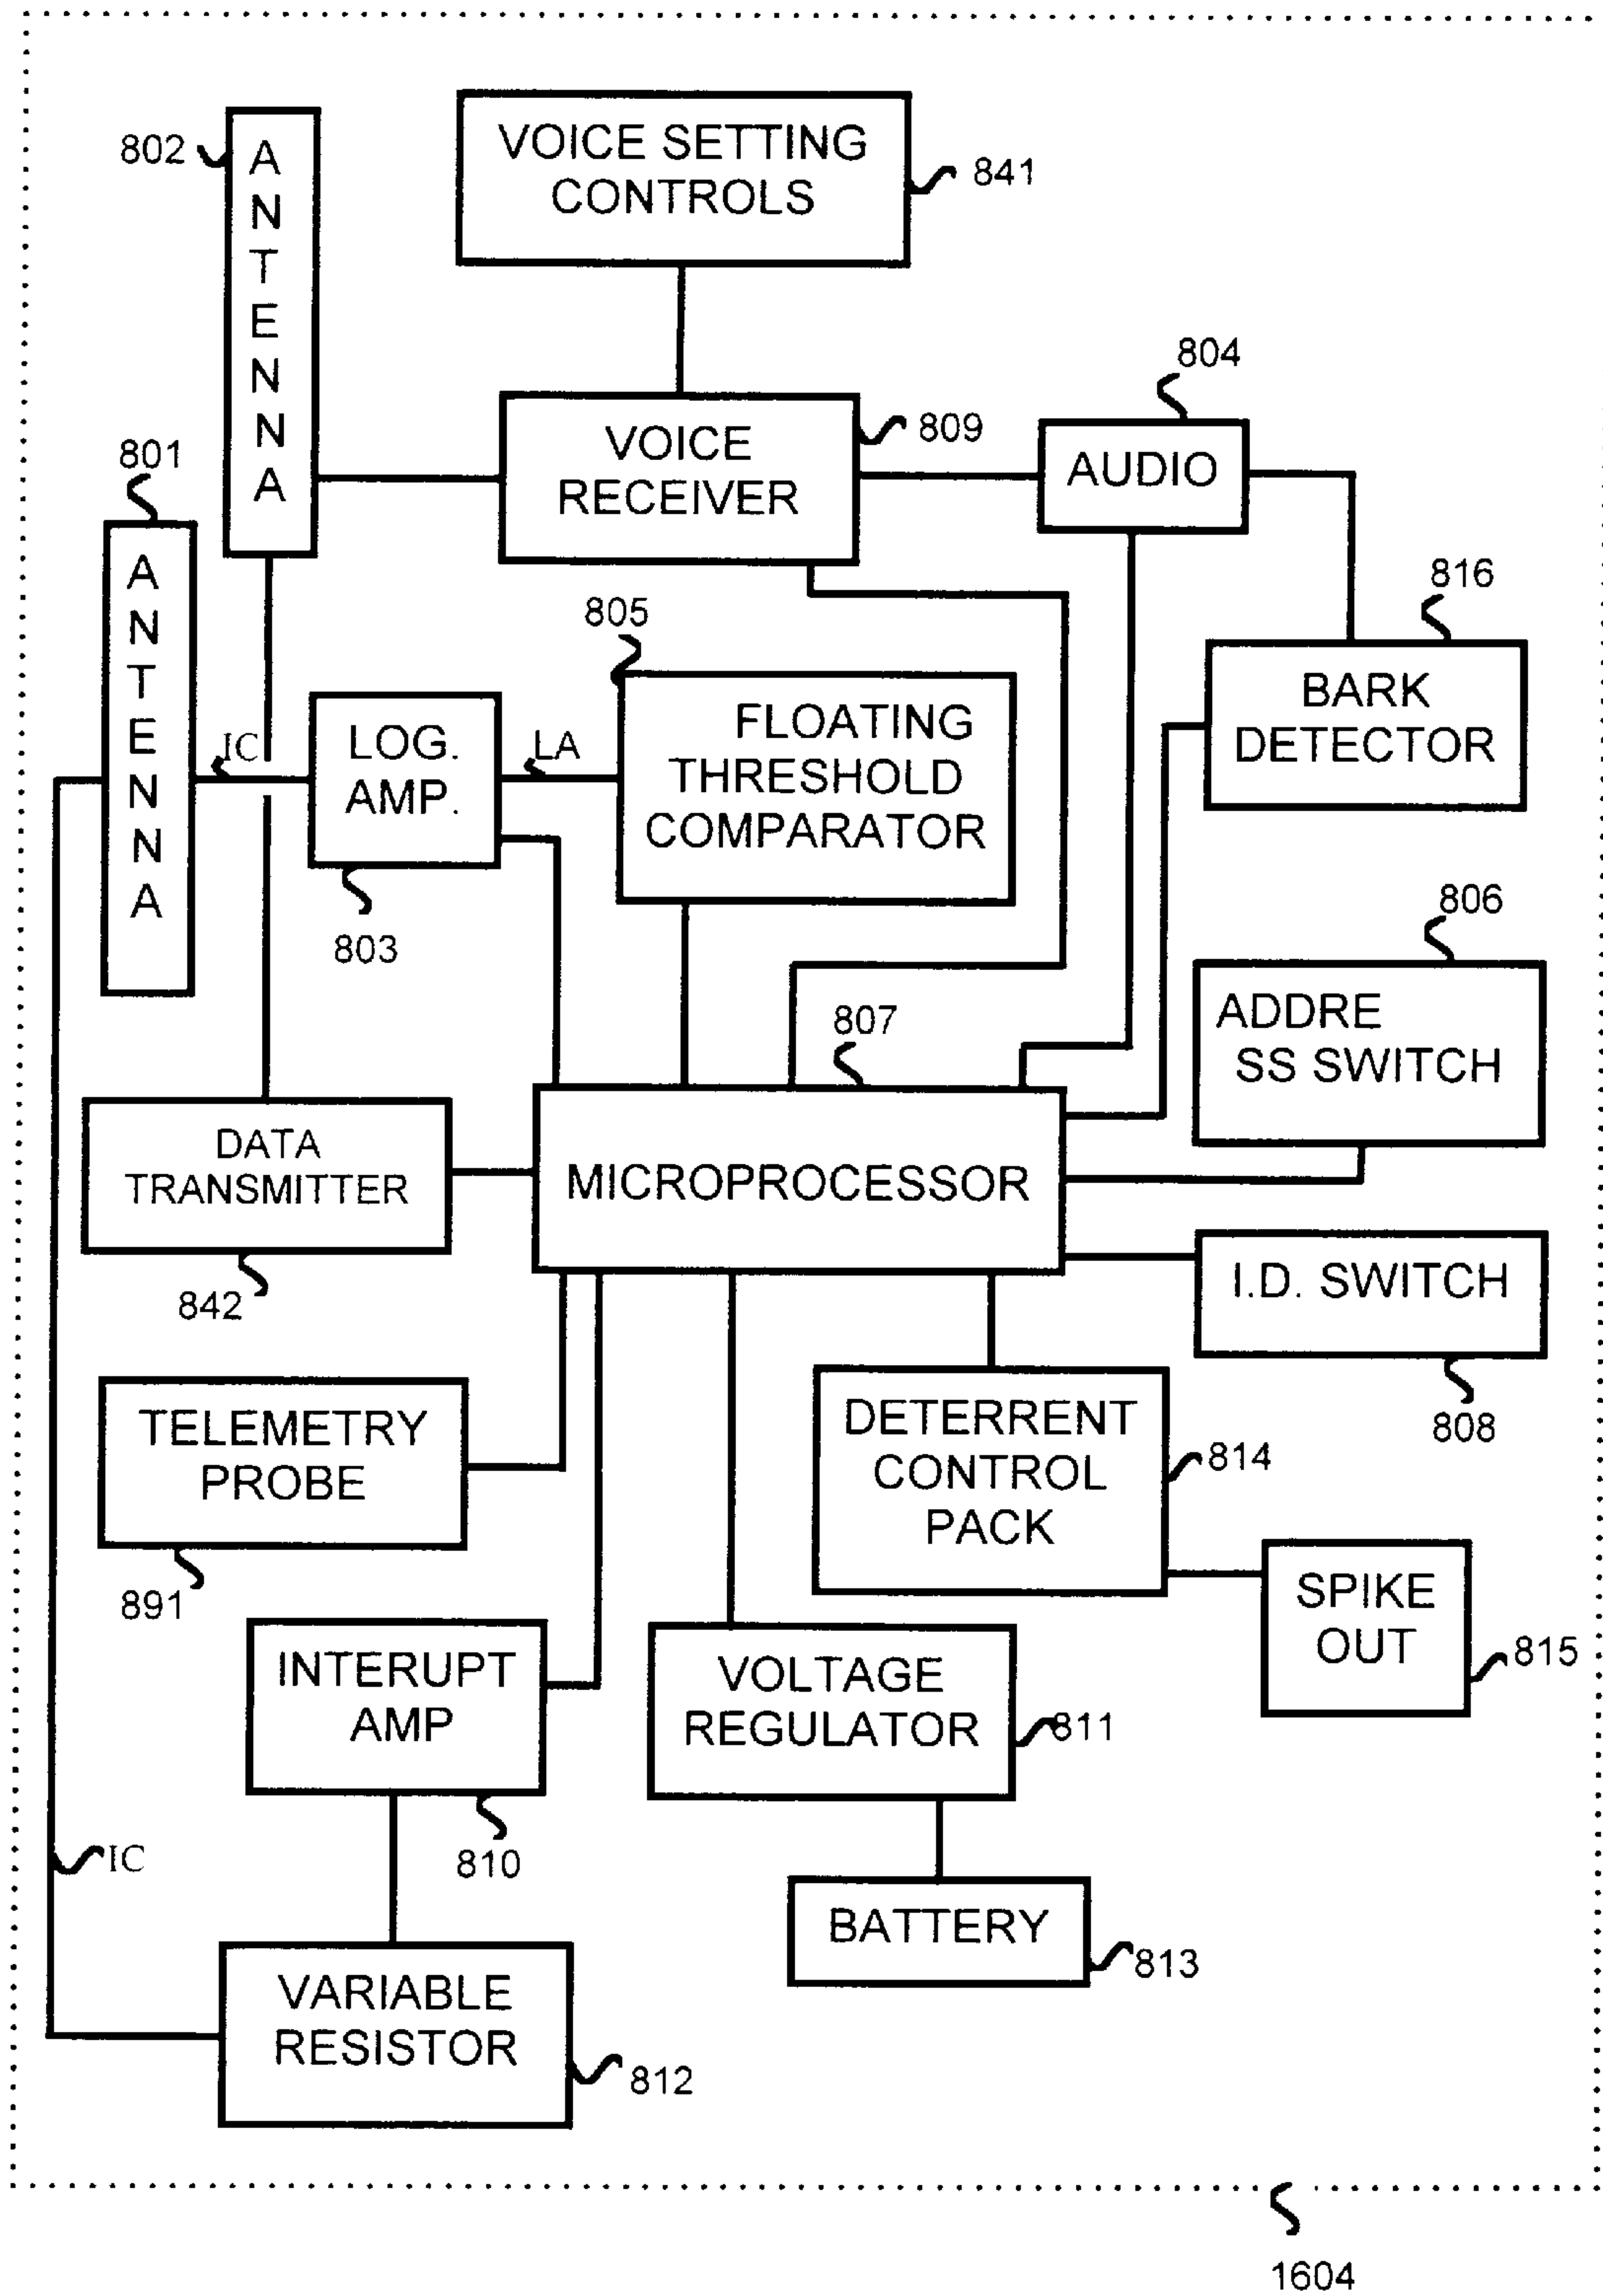 802
ANTENNA
VOICE SETTING
CONTROLS
841
804
801
ANTENNA
VOICE
RECEIVER
809
AUDIO
805
816
BARK
DETECTOR
IC
LOG.
AMP.
LA
FLOATING
THRESHOLD
COMPARATOR
803
806
807
ADDRE
SS SWITCH
DATA
TRANSMITTER
MICROPROCESSOR
842
I.D. SWITCH
808
TELEMETRY
PROBE
891
DETERRENT
CONTROL
PACK
814
SPIKE
OUT
815
INTERUPT
AMP
810
VOLTAGE
REGULATOR
811
IC
BATTERY
813
VARIABLE
RESISTOR
812
1604